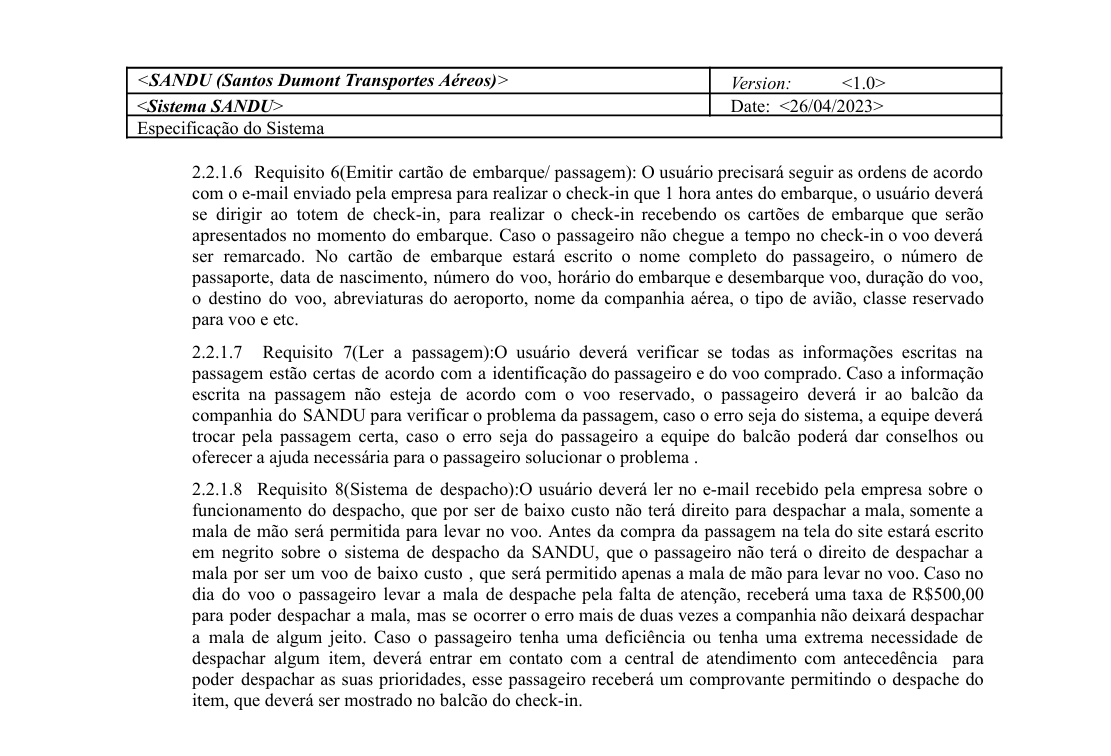 <SANDU (Santos Dumont Transportes Aéreos)>
Version: <1.0>
<Sistema SANDU>
Date: <26/04/2023>
Especificação do Sistema
2.2.1.6 Requisito 6(Emitir cartão de embarque/ passagem): O usuário precisará seguir as ordens de acordo
com o e-mail enviado pela empresa para realizar o check-in que 1 hora antes do embarque, o usuário deverá
se dirigir ao totem de check-in, para realizar o check-in recebendo os cartões de embarque que serão
apresentados no momento do embarque. Caso o passageiro não chegue a tempo no check-in o voo deverá
ser remarcado. No cartão de embarque estará escrito o nome completo do passageiro, o número de
passaporte, data de nascimento, número do voo, horário do embarque e desembarque voo, duração do voo,
o destino do voo, abreviaturas do aeroporto, nome da companhia aérea, o tipo de avião, classe reservado
para voo e etc.
2.2.1.7 Requisito 7(Ler a passagem):O usuário deverá verificar se todas as informações escritas na
passagem estão certas de acordo com a identificação do passageiro e do voo comprado. Caso a informação
escrita na passagem não esteja de acordo com o voo reservado, o passageiro deverá ir ao balcão da
companhia do SANDU para verificar o problema da passagem, caso o erro seja do sistema, a equipe deverá
trocar pela passagem certa, caso o erro seja do passageiro a equipe do balcão poderá dar conselhos ou
oferecer a ajuda necessária para o passageiro solucionar o problema .
2.2.1.8 Requisito 8(Sistema de despacho):O usuário deverá ler no e-mail recebido pela empresa sobre o
funcionamento do despacho, que por ser de baixo custo não terá direito para despachar a mala, somente a
mala de mão será permitida para levar no voo. Antes da compra da passagem na tela do site estará escrito
em negrito sobre o sistema de despacho da SANDU, que o passageiro não terá o direito de despachar a
mala por ser um voo de baixo custo , que será permitido apenas a mala de mão para levar no voo. Caso no
dia do voo o passageiro levar a mala de despache pela falta de atenção, receberá uma taxa de R$500,00
para poder despachar a mala, mas se ocorrer o erro mais de duas vezes a companhia não deixará despachar
a mala de algum jeito. Caso o passageiro tenha uma deficiência ou tenha uma extrema necessidade de
despachar algum item, deverá entrar em contato com a central de atendimento com antecedência para
poder despachar as suas prioridades, esse passageiro receberá um comprovante permitindo o despache do
item, que deverá ser mostrado no balcão do check-in.